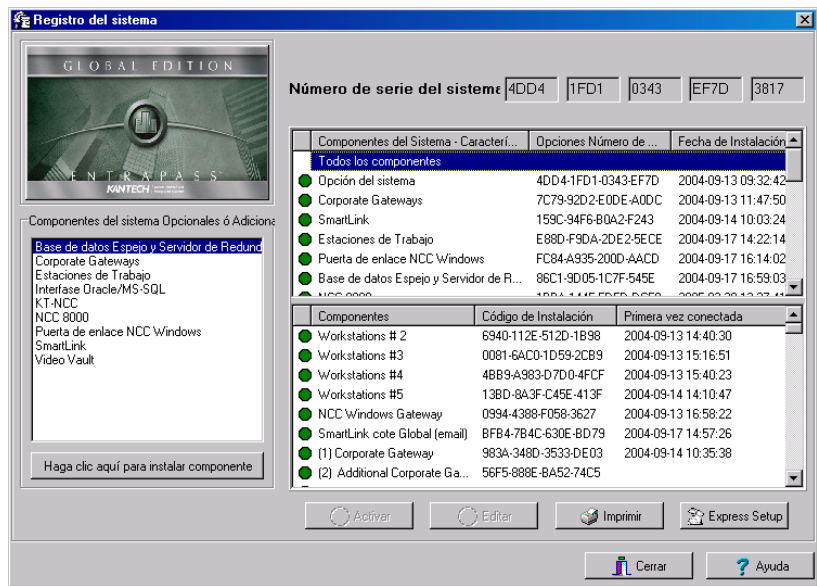 Registro del sistema
GLOBAL EDITION
ENTRAPASS
KANTECH
Número de serie del sisteme 4DD4 1FD1 0343 EF7D 3817
Componentes del sistema Opcionales ó Adiciona
Base de datos Espejo y Servidor de Redund
Corporate Gateways
Estaciones de Trabajo
Interfase Oracle/MS-SQL
KT-NCC
NCC 8000
Puerta de enlace NCC Windows
SmartLink
Video Vault
Haga clic aquí para instalar componente
Componentes del Sistema - Caracterí... Opciones Número de ... Fecha de Instalación
Todos los componentes
Opción del sistema 4DD4-1FD1-0343-EF7D 2004-09-13 09:32:42
Corporate Gateways 7C79-92D2-E0DE-A0DC 2004-09-13 11:47:50
SmartLink 159C-94F6-B0A2-F243 2004-09-14 10:03:24
Estaciones de Trabajo E88D-F9DA-2DE2-5ECE 2004-09-17 14:22:14
Puerta de enlace NCC Windows FC84-A935-200D-AACD 2004-09-17 16:14:02
Base de datos Espejo y Servidor de R... 86C1-9D05-1C7F-545E 2004-09-17 16:59:03
Componentes Código de Instalación Primera vez conectada
Workstations # 2 6940-112E-512D-1B98 2004-09-13 14:40:30
Workstations #3 0081-6AC0-1D59-2CB9 2004-09-13 15:16:51
Workstations #4 4BB9-A983-D7D0-4FCF 2004-09-13 15:40:23
Workstations #5 13BD-8A3F-C45E-413F 2004-09-14 14:10:47
NCC Windows Gateway 0994-4388-F058-3627 2004-09-13 16:58:22
SmartLink cote Global (email) BFB4-7B4C-630E-BD79 2004-09-17 14:57:26
(1) Corporate Gateway 983A-348D-3533-DE03 2004-09-14 10:35:38
(2) Additional Corporate Ga... 56F5-888E-BA52-74C5
Activar Editar Imprimir Express Setup
Cerrar Ayuda